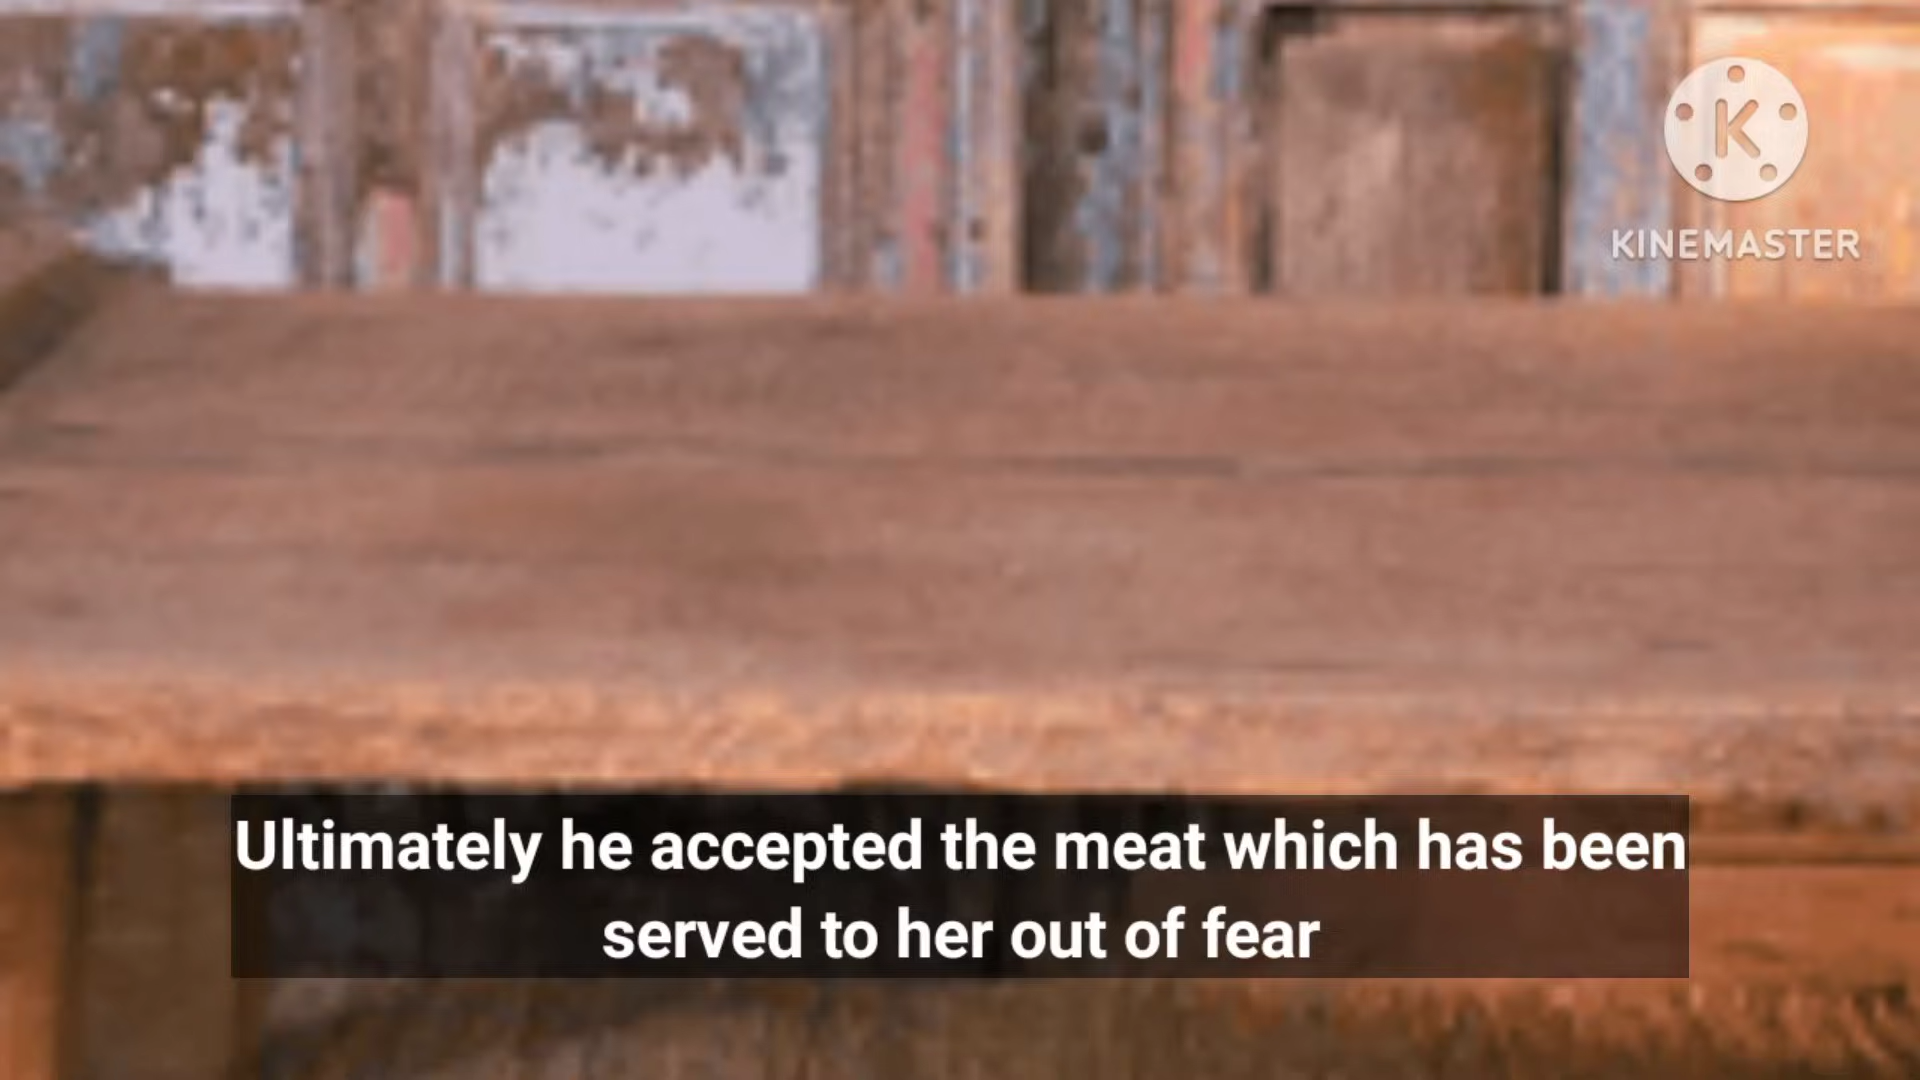 K
KINEMASTER
Ultimately he accepted the meat which has been
served to her out of fear